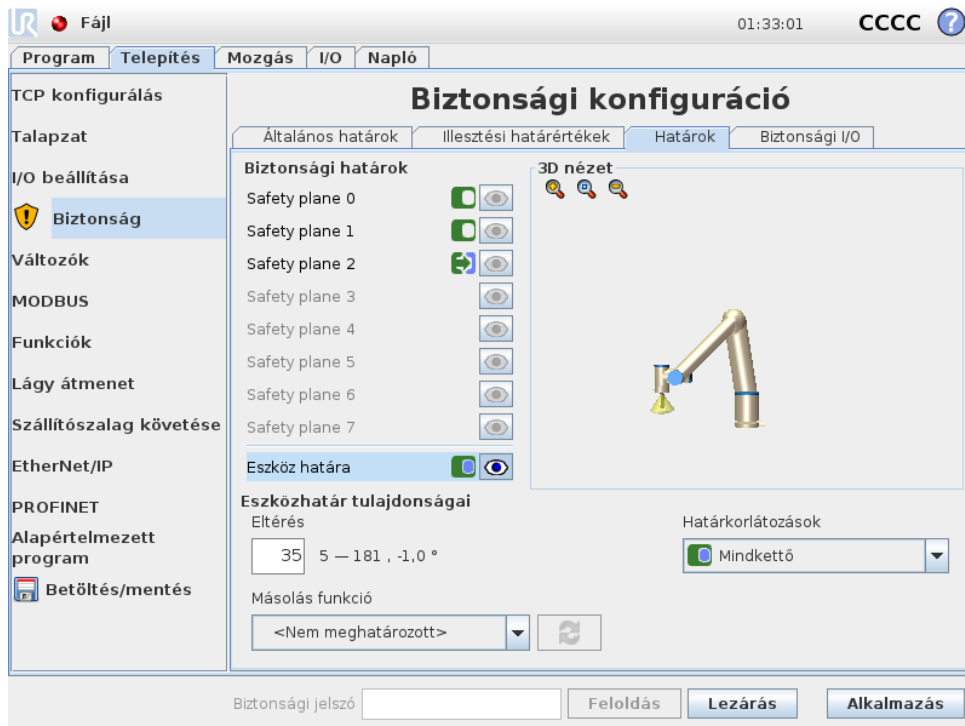 UR Fájl 01:33:01 CCCC ?
Program Telepítés Mozgás I/O Napló
TCP konfigurálás
Talapzat
I/O beállítása
Biztonság
Változók
MODBUS
Funkciók
Lágy átmenet
Szállítószalag követése
EtherNet/IP
PROFINET
Alapértelmezett
program
Betöltés/mentés
Biztonsági konfiguráció
Általános határok Illesztési határértékek Határok Biztonsági I/O
Biztonsági határok
Safety plane 0
Safety plane 1
Safety plane 2
Safety plane 3
Safety plane 4
Safety plane 5
Safety plane 6
Safety plane 7
Eszköz határa
3D nézet
Eszközhatár tulajdonságai
Eltérés
35 5 — 181 , -1,0 °
Határkorlátozások
Mindkettő
Másolás funkció
<Nem meghatározott>
Biztonsági jelszó Feloldás Lezárás Alkalmazás